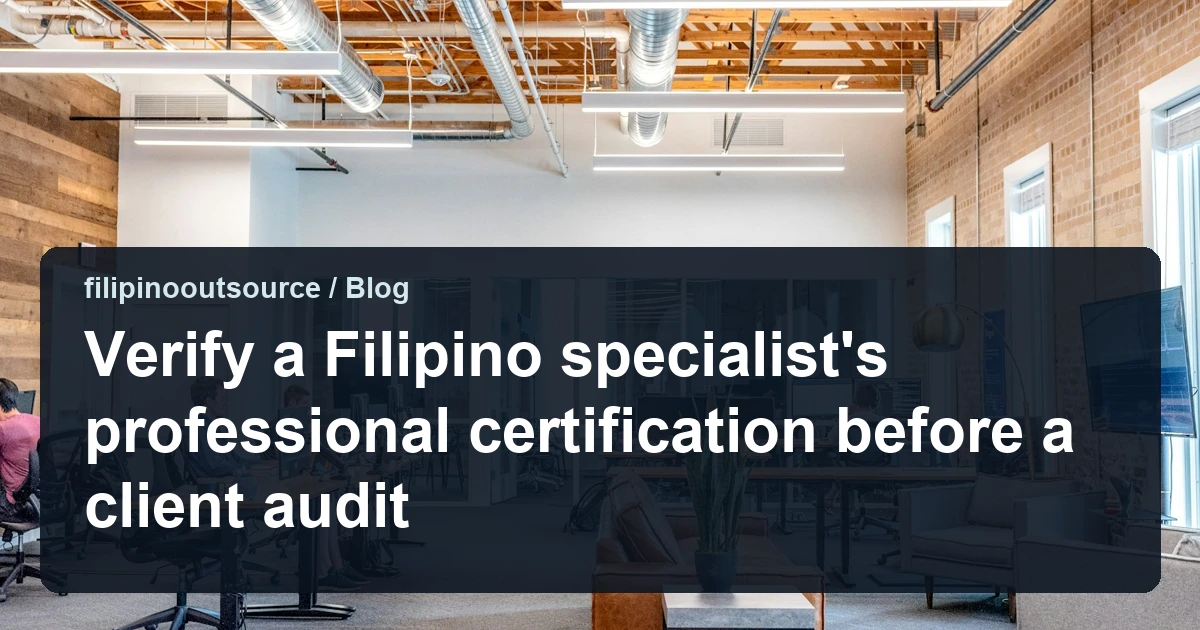 filipinooutsource / Blog
Verify a Filipino specialist's
professional certification before a
client audit